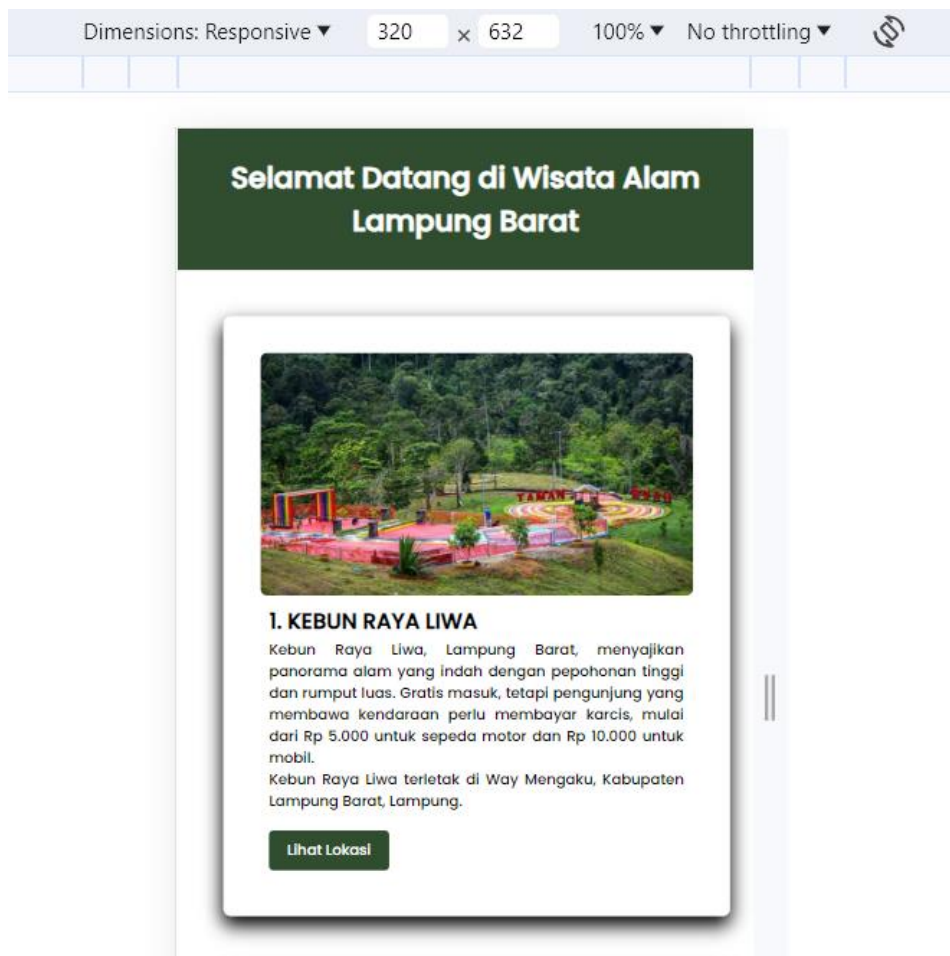 Dimensions: Responsive ▼ 320 × 632 100% ▼ No throttling ▼
Selamat Datang di Wisata Alam
Lampung Barat
TAMAN
1. KEBUN RAYA LIWA
Kebun Raya Liwa, Lampung Barat, menyajikan
panorama alam yang indah dengan pepohonan tinggi
dan rumput luas. Gratis masuk, tetapi pengunjung yang
membawa kendaraan perlu membayar karcis, mulai
dari Rp 5.000 untuk sepeda motor dan Rp 10.000 untuk
mobil.
Kebun Raya Liwa terletak di Way Mengaku, Kabupaten
Lampung Barat, Lampung.
Lihat Lokasi